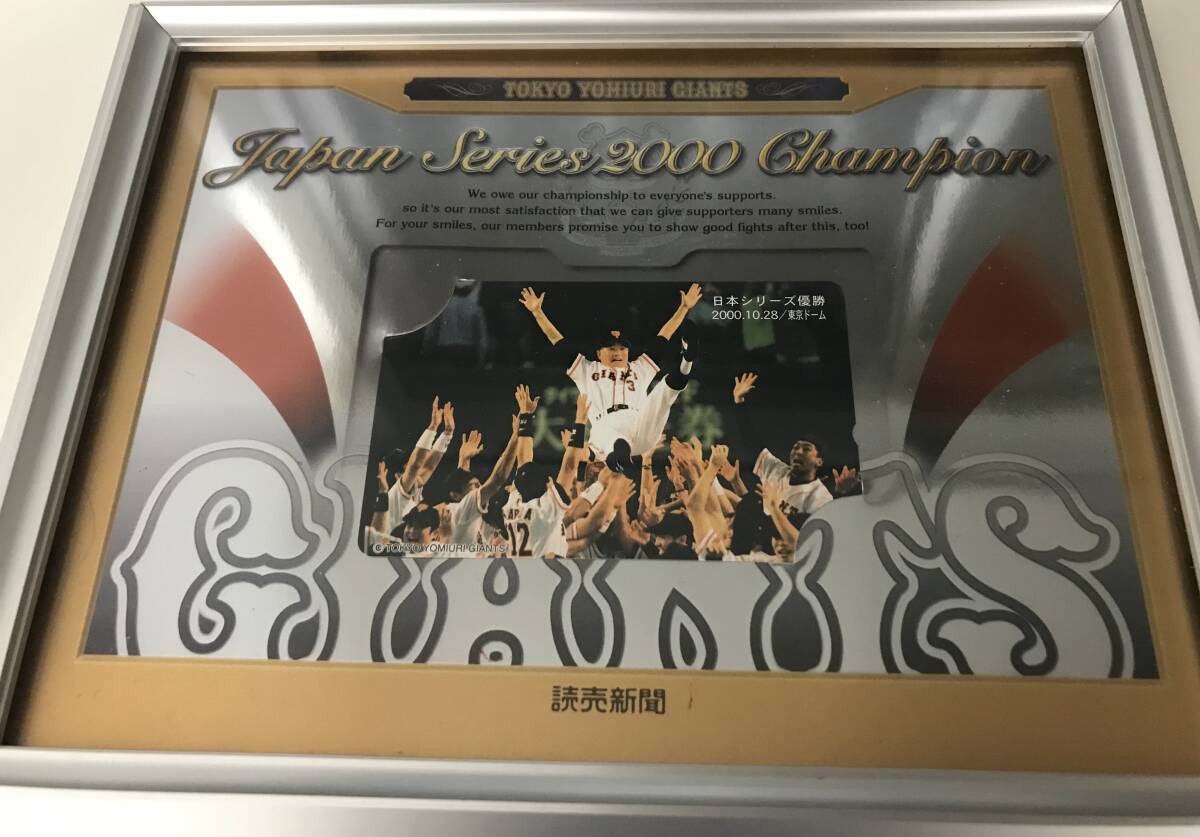 TOKYO YOMIURI GIANTS
Japan Series 2000 Champion
We owe our championship to everyone's supports.
so it's our most satisfaction that we can give supporters many smiles.
For your smiles, our members promise you to show good fights after this, too!
日本シリーズ優勝
2000.10.28／東京ドーム
GIANTS
3
12
© TOKYO YOMIURI GIANTS
GIANTS
読売新聞